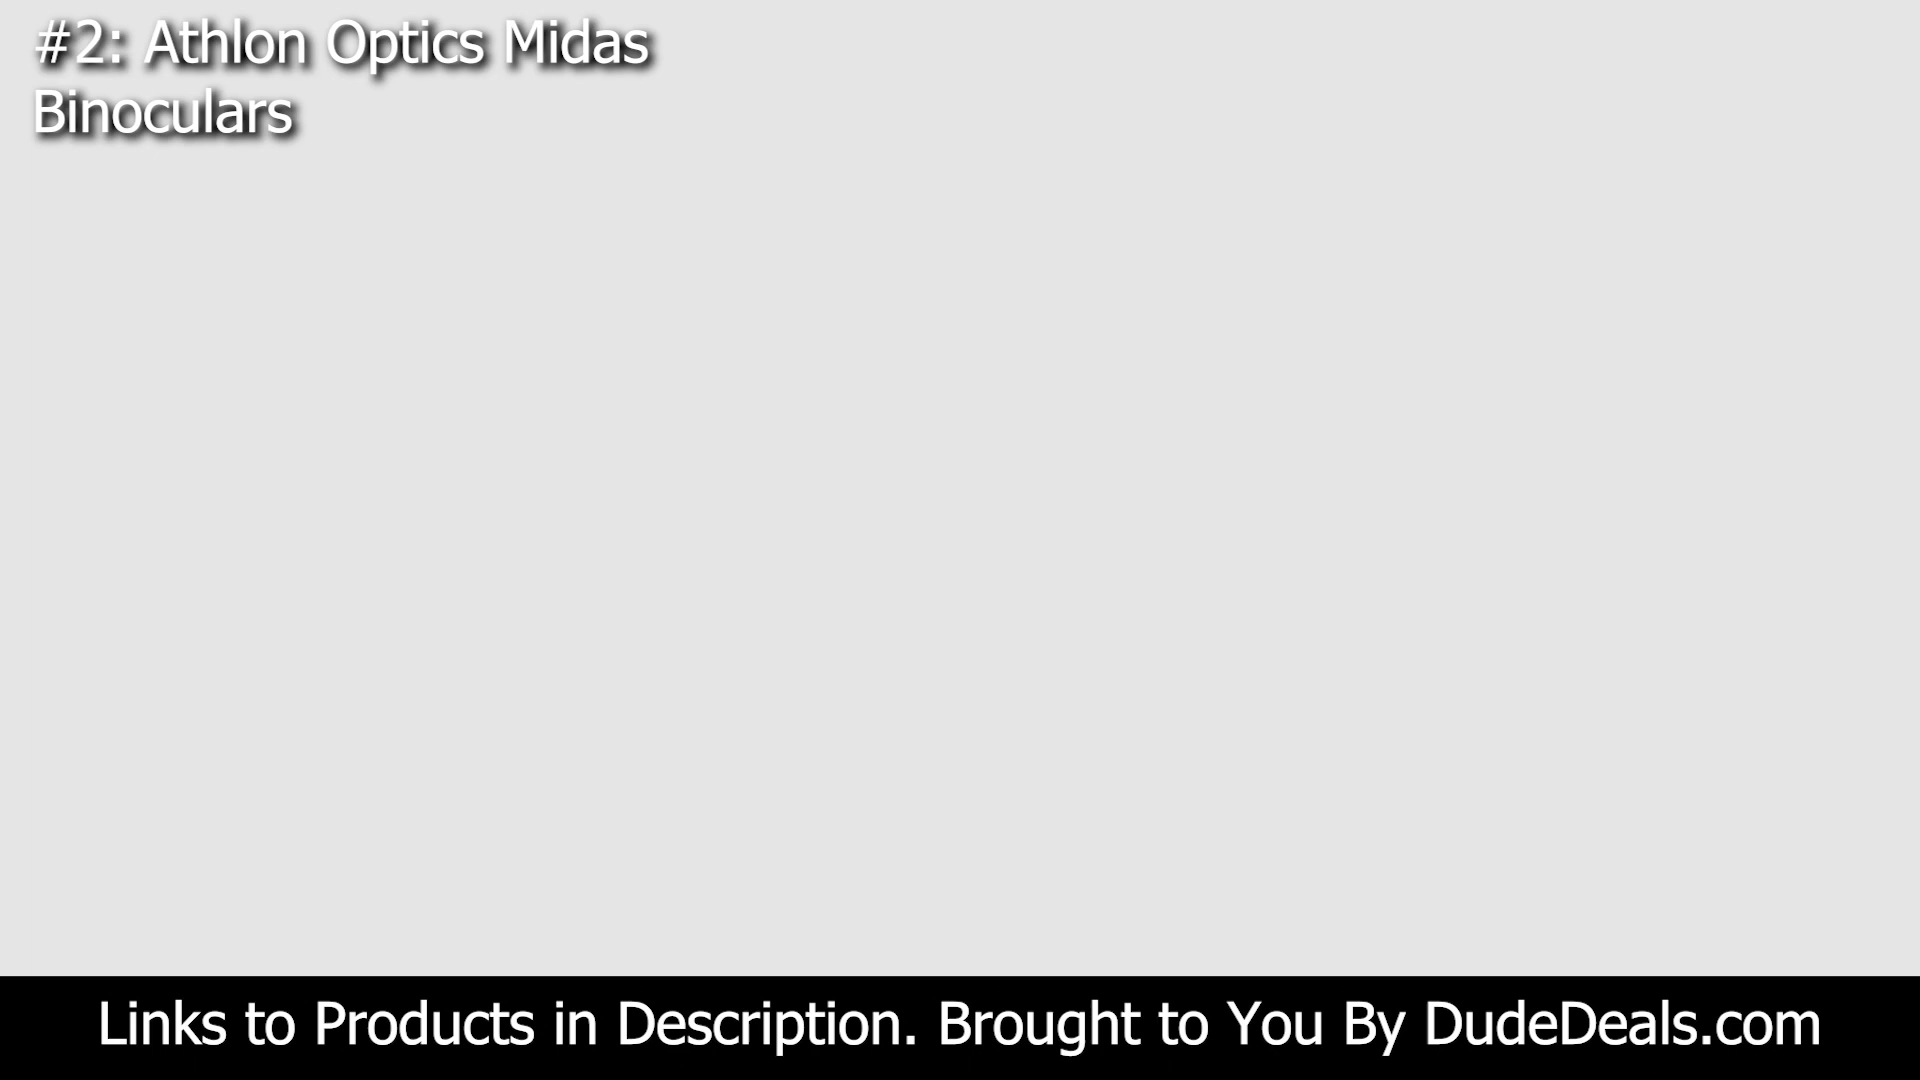 #2: Athlon Optics Midas
Binoculars
Links to Products in Description. Brought to You By DudeDeals.com